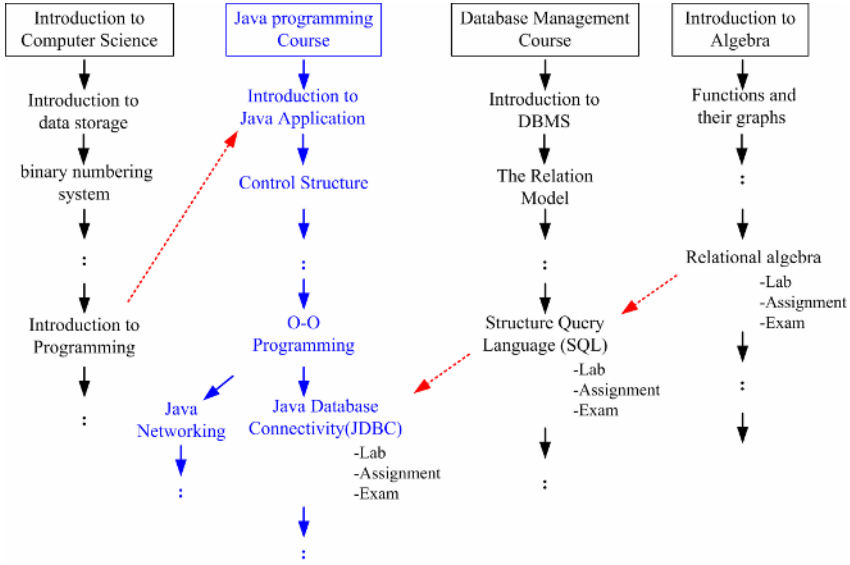 Introduction to
Computer Science
Introduction to
data storage
binary numbering
system
:
Introduction to
Programming
:
Java programming
Course
Introduction to
Java Application
Control Structure
:
O-O
Programming
Java
Networking
:
Java Database
Connectivity(JDBC)
-Lab
-Assignment
-Exam
:
Database Management
Course
Introduction to
DBMS
The Relation
Model
:
Structure Query
Language (SQL)
-Lab
-Assignment
-Exam
:
Introduction to
Algebra
Functions and
their graphs
:
Relational algebra
-Lab
-Assignment
-Exam
: